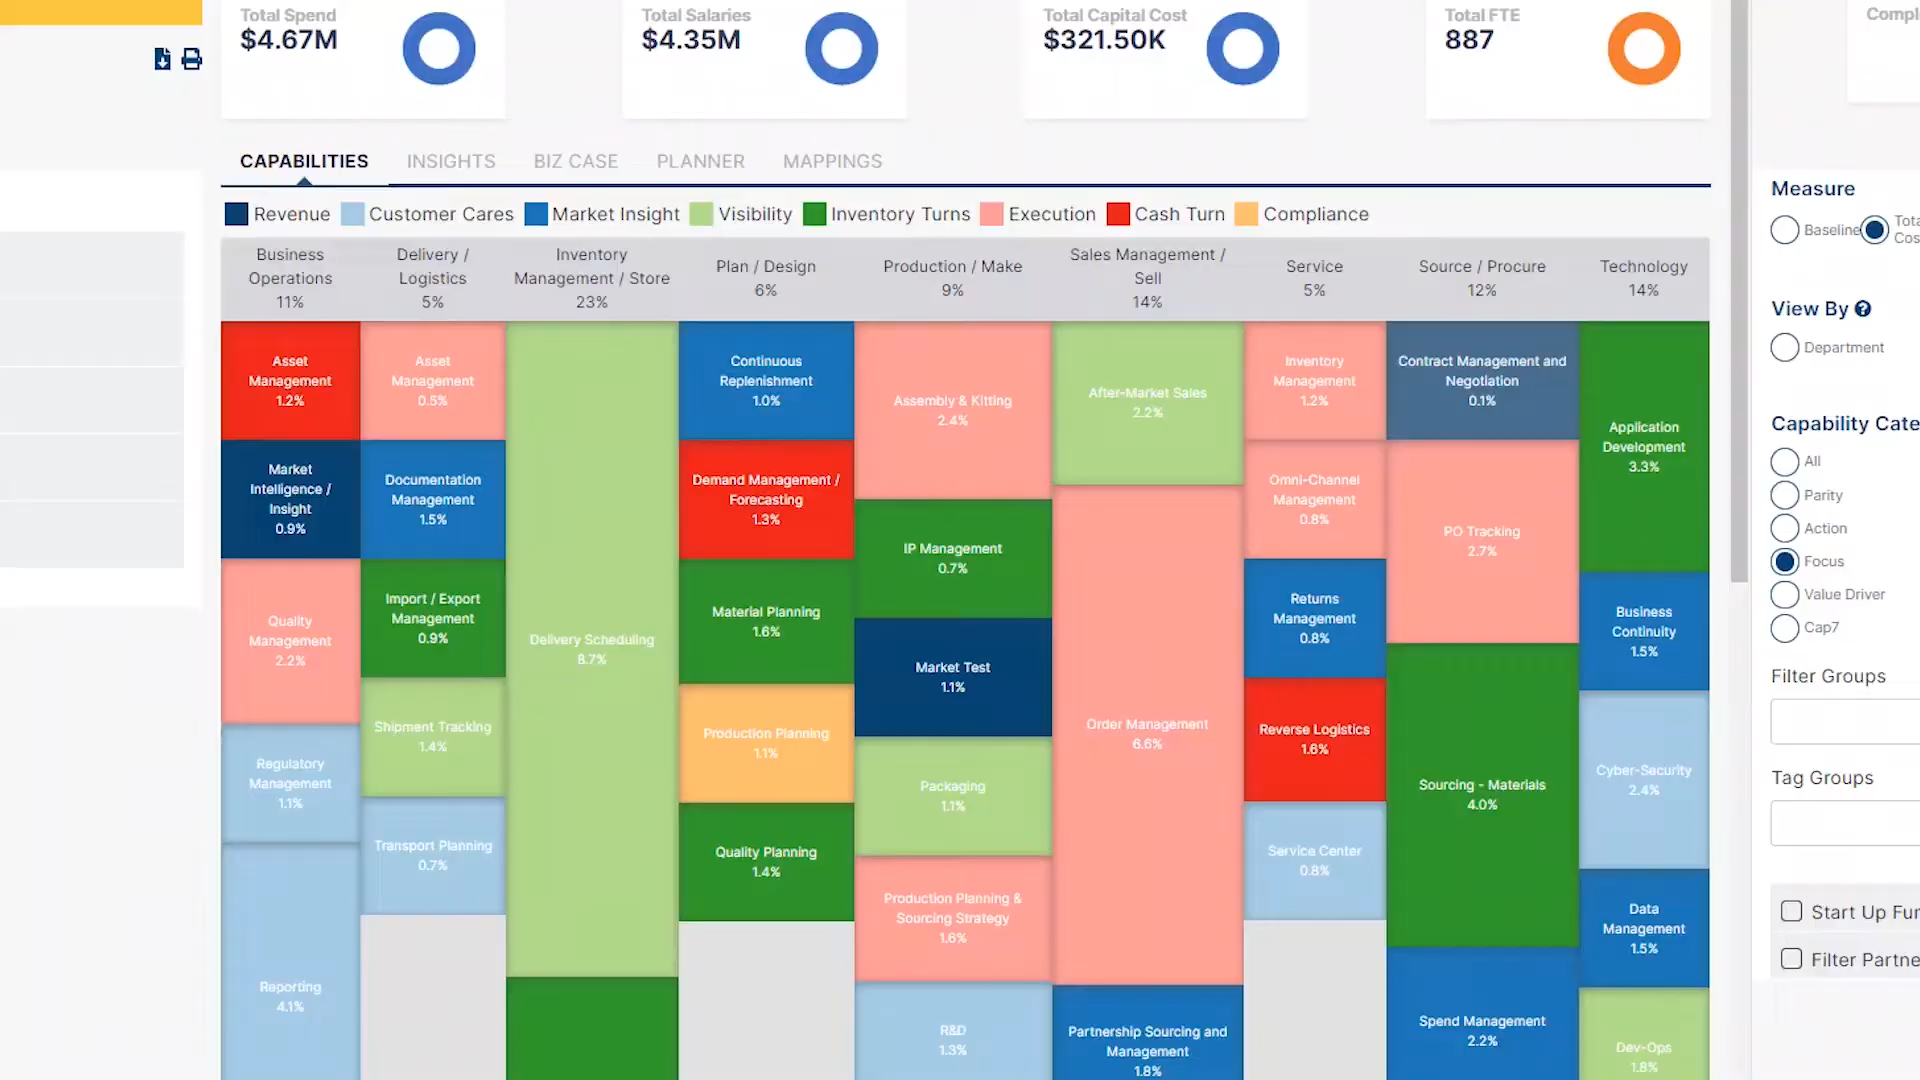 Total Spend
$4.67M
Total Salaries
$4.35M
Total Capital Cost
$321.50K
Total FTE
887
CAPABILITIES
INSIGHTS
BIZ CASE
PLANNER
MAPPINGS
Revenue
Customer Cares
Market Insight
Visibility
Inventory Turns
Execution
Cash Turn
Compliance
Business
Operations
11%
Delivery /
Logistics
5%
Inventory
Management / Store
23%
Plan / Design
6%
Production / Make
9%
Sales Management /
Sell
14%
Service
5%
Source / Procure
12%
Technology
14%
Asset
Management
1.2%
Market
Intelligence /
Insight
0.9%
Quality
Management
2.2%
Regulatory
Management
1.1%
Reporting
4.1%
Asset
Management
0.5%
Documentation
Management
1.5%
Import / Export
Management
0.9%
Shipment Tracking
1.4%
Transport Planning
0.7%
Delivery Scheduling
8.7%
Continuous
Replenishment
1.0%
Demand Management /
Forecasting
1.3%
Material Planning
1.6%
Production Planning
1.1%
Quality Planning
1.4%
Assembly & Kitting
2.4%
IP Management
0.7%
Market Test
1.1%
Packaging
1.1%
Production Planning &
Sourcing Strategy
1.6%
R&D
1.3%
After-Market Sales
2.2%
Order Management
6.6%
Partnership Sourcing and
Management
1.8%
Inventory
Management
1.2%
Omni-Channel
Management
0.8%
Returns
Management
0.8%
Reverse Logistics
1.6%
Service Center
0.8%
Contract Management and
Negotiation
0.1%
PO Tracking
2.7%
Sourcing - Materials
4.0%
Spend Management
2.2%
Application
Development
3.3%
Business
Continuity
1.5%
Cyber-Security
2.4%
Data
Management
1.5%
Dev-Ops
1.8%
Measure
Baseline
View By
Department
Capability
All
Parity
Action
Focus
Value Driver
Cap7
Filter Groups
Tag Groups
Start Up
Filter